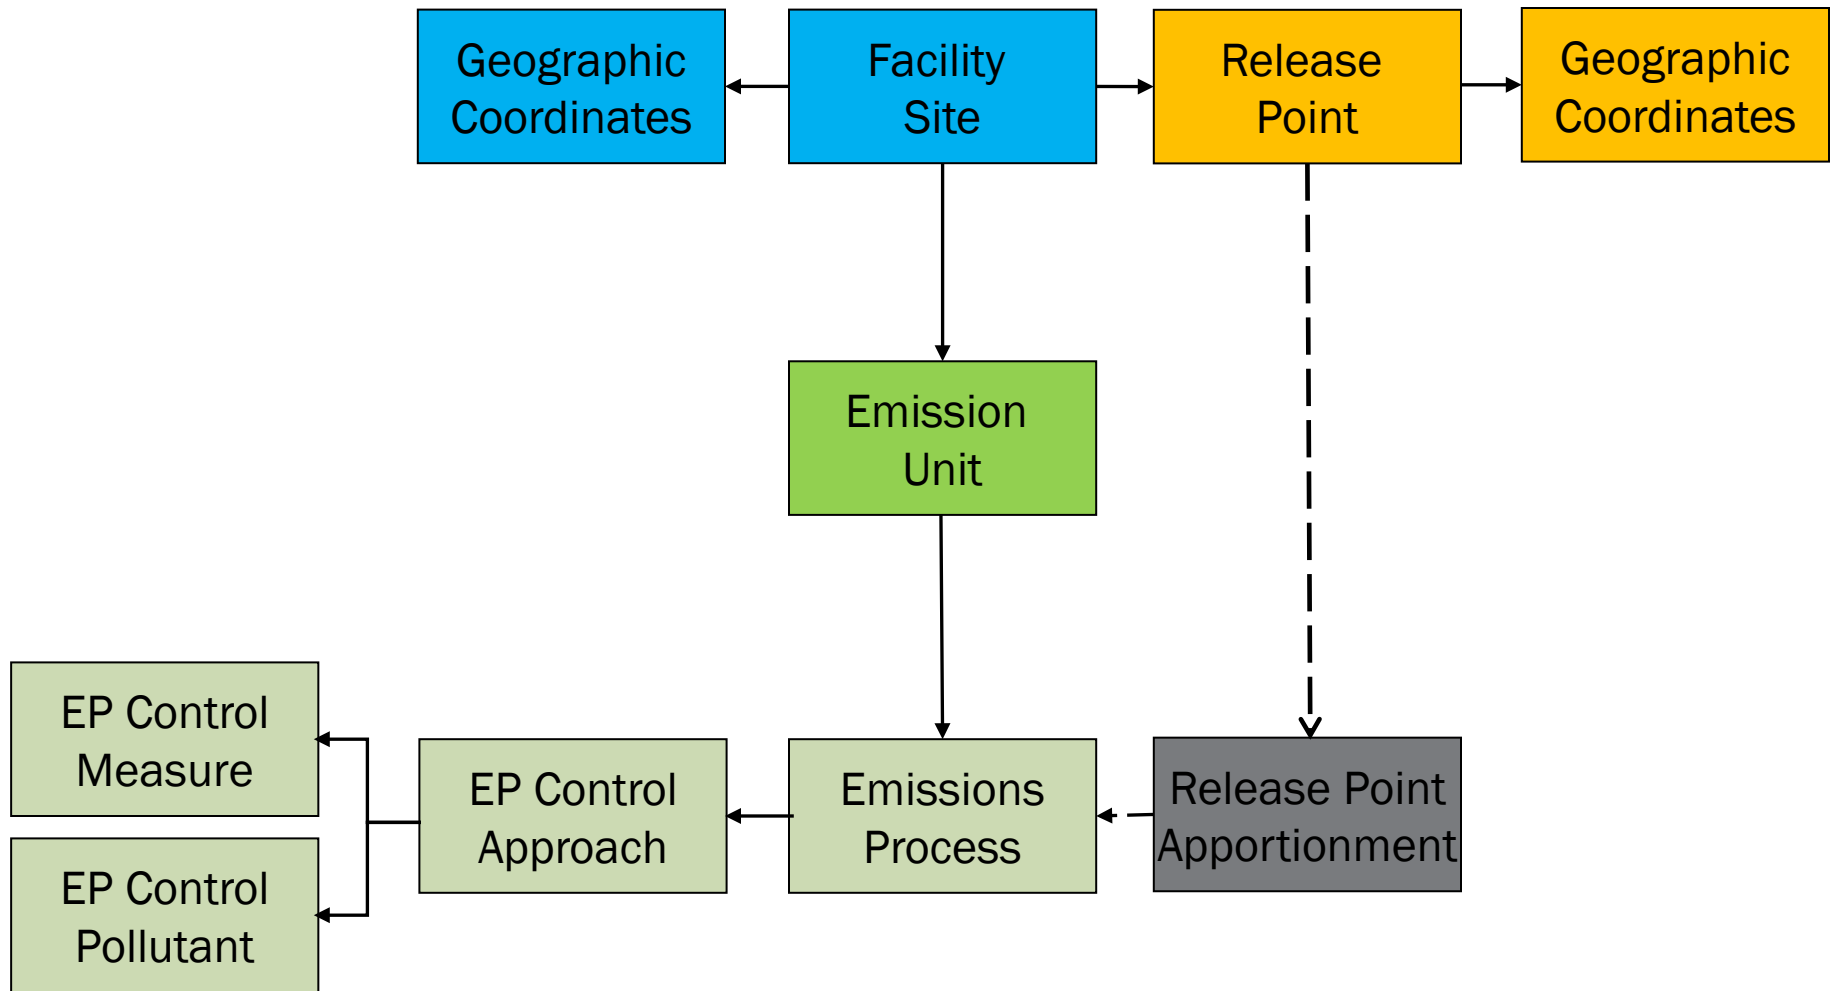 Geographic
Coordinates
Facility
Site
Release
Point
Geographic
Coordinates
Emission
Unit
EP Control
Measure
EP Control
Approach
Emissions
Process
Release Point
Apportionment
EP Control
Pollutant